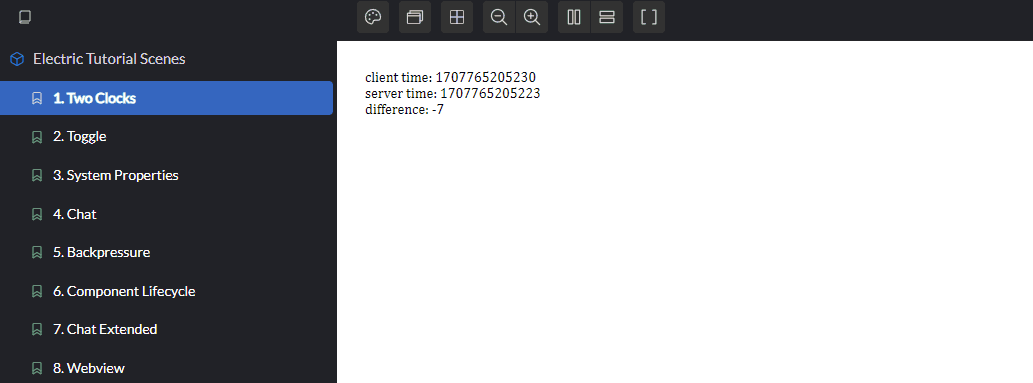 Electric Tutorial Scenes
1. Two Clocks
2. Toggle
3. System Properties
4. Chat
5. Backpressure
6. Component Lifecycle
7. Chat Extended
8. Webview
client time: 1707765205230
server time: 1707765205223
difference: -7